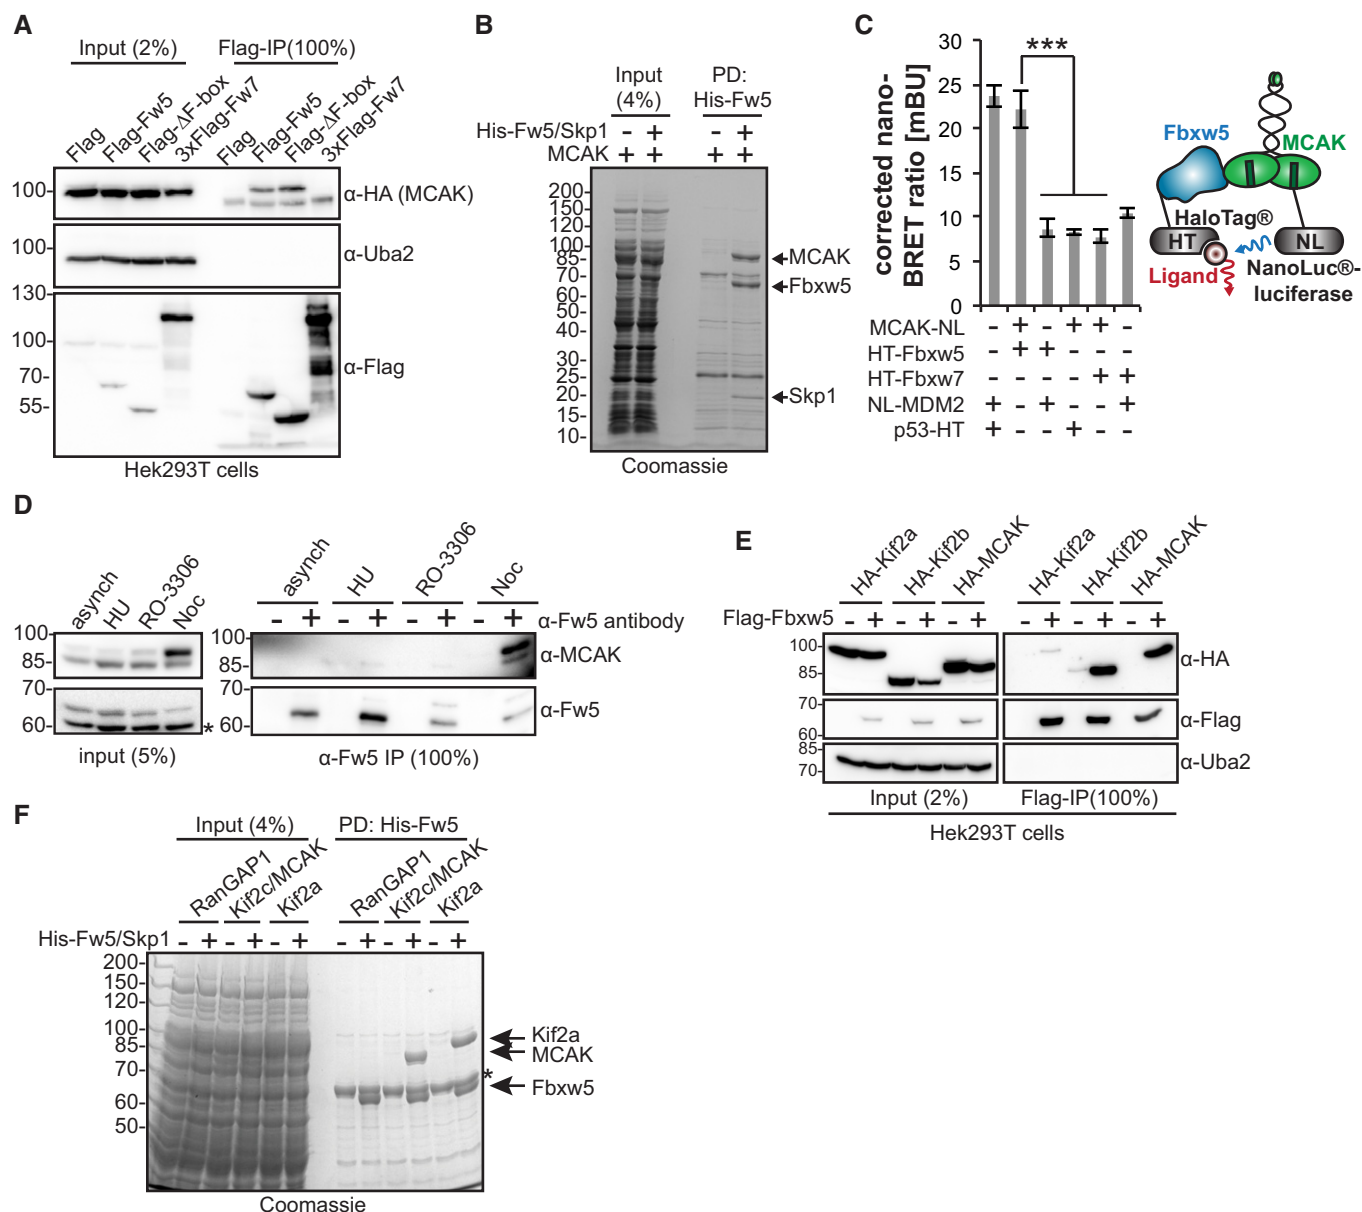 A
Input (2%) Flag-IP(100%)
Flag Flag-Fw5 Flag-ΔF-box 3xFlag-Fw7 Flag Flag-Fw5 Flag-ΔF-box 3xFlag-Fw7
100- α-HA (MCAK)
100- α-Uba2
130-
100-
70-
55-
α-Flag
Hek293T cells
B
Input (4%) PD: His-Fw5
His-Fw5/Skp1 - + - +
MCAK + + + +
200-
150-
120-
100-
85-
70-
60-
50-
40-
30-
25-
20-
15-
10-
MCAK
Fbxw5
Skp1
Coomassie
C
corrected nano-
BRET ratio [mBU]
30
25
20
15
10
5
0
***
MCAK-NL - + - + + -
HT-Fbxw5 - + + - - -
HT-Fbxw7 - - - - + +
NL-MDM2 + - + - - +
p53-HT + - - + - -
Fbxw5
MCAK
HaloTag®
HT NL
Ligand
NanoLuc®-
luciferase
D
asynch HU RO-3306 Noc
100-
85-
70-
60-
*
input (5%)
asynch HU RO-3306 Noc
- + - + - + - + α-Fw5 antibody
100-
85-
α-MCAK
70-
60-
α-Fw5
α-Fw5 IP (100%)
E
HA-Kif2a HA-Kif2b HA-MCAK HA-Kif2a HA-Kif2b HA-MCAK
Flag-Fbxw5 - + - + - + - + - + - +
100-
85-
α-HA
70-
60-
α-Flag
85-
70-
α-Uba2
Input (2%) Flag-IP(100%)
Hek293T cells
F
Input (4%) PD: His-Fw5
RanGAP1 Kif2c/MCAK Kif2a RanGAP1 Kif2c/MCAK Kif2a
His-Fw5/Skp1 - + - + - + - + - + - +
200-
150-
120-
100-
85-
70-
60-
50-
Kif2a
MCAK
*
Fbxw5
Coomassie